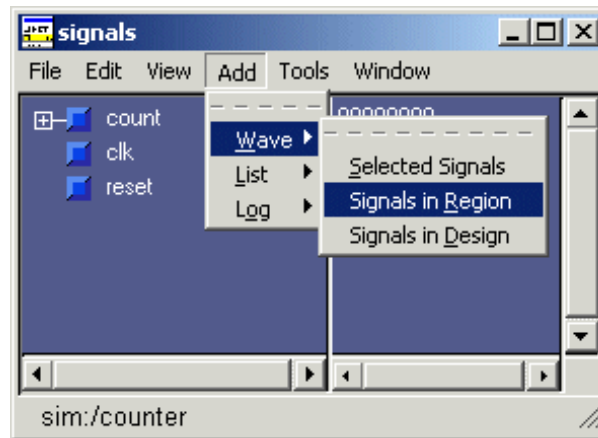 signals
File Edit View Add Tools Window
count
clk
reset
Wave
List
Log
Selected Signals
Signals in Region
Signals in Design
sim:/counter